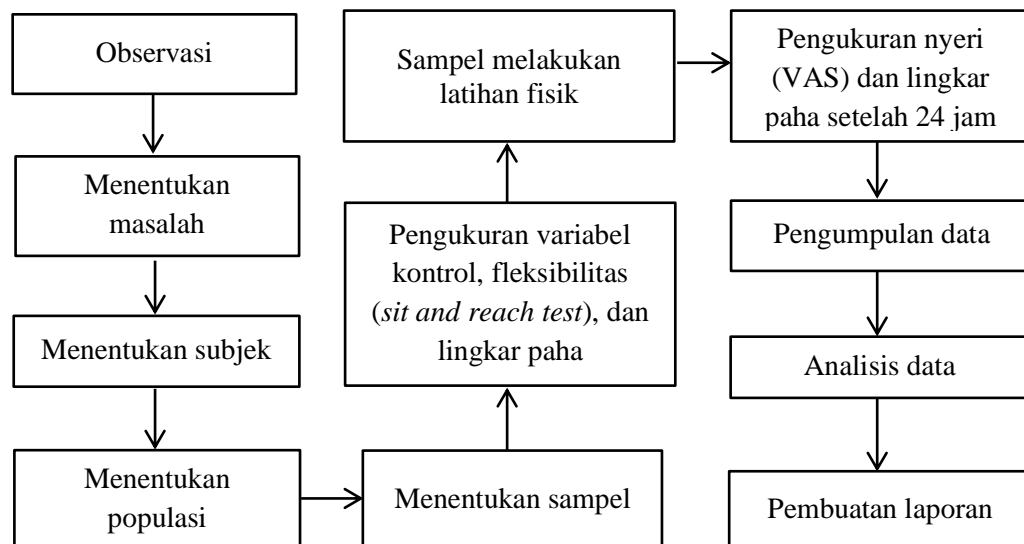 Observasi
Menentukan
masalah
Menentukan subjek
Menentukan
populasi
Menentukan sampel
Pengukuran variabel
kontrol, fleksibilitas
(sit and reach test), dan
lingkar paha
Sampel melakukan
latihan fisik
Pengukuran nyeri
(VAS) dan lingkar
paha setelah 24 jam
Pengumpulan data
Analisis data
Pembuatan laporan